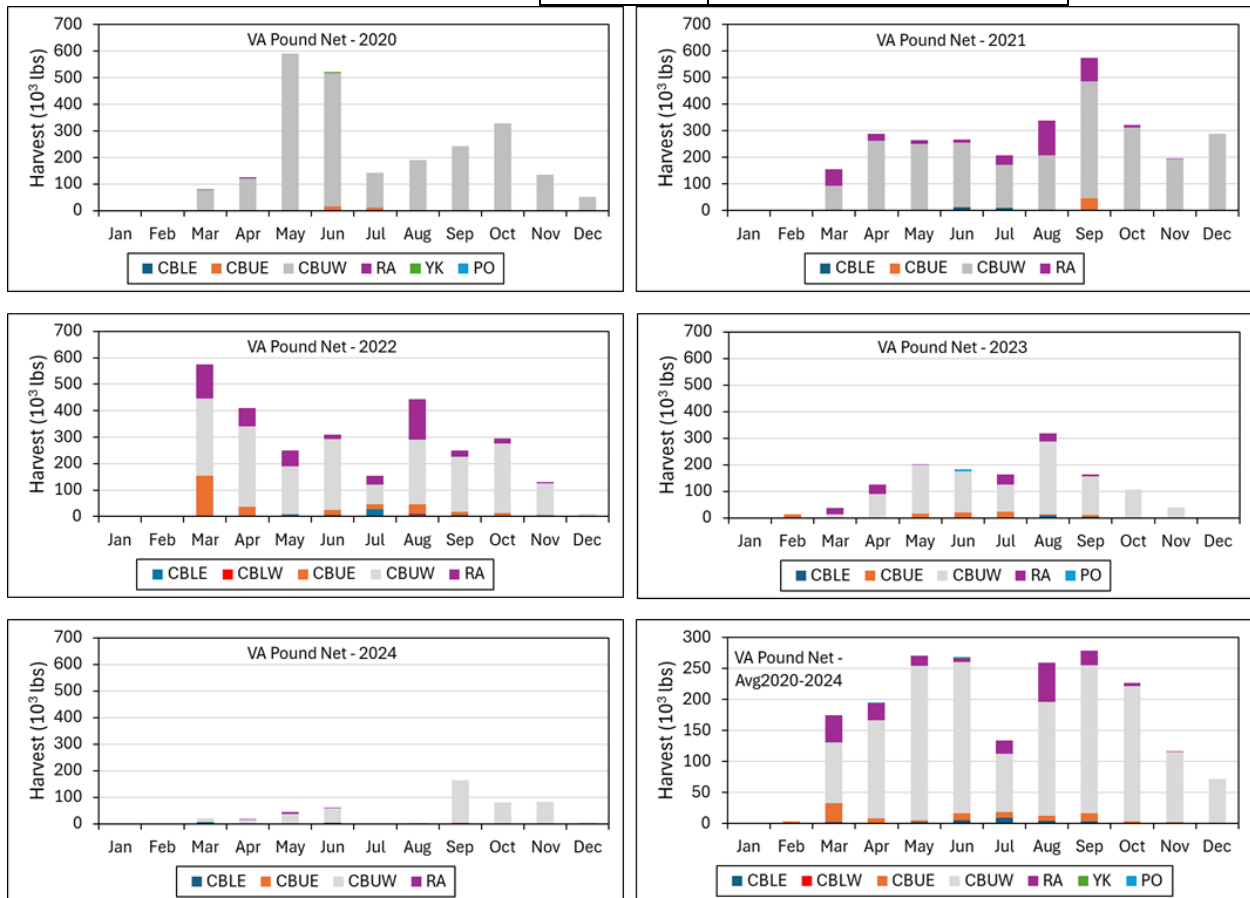 VA Pound Net - 2020
Harvest (10³ lbs)
700
600
500
400
300
200
100
0
Jan Feb Mar Apr May Jun Jul Aug Sep Oct Nov Dec
CBLE CBUE CBUW RA YK PO
VA Pound Net - 2021
Harvest (10³ lbs)
700
600
500
400
300
200
100
0
Jan Feb Mar Apr May Jun Jul Aug Sep Oct Nov Dec
CBLE CBUE CBUW RA
VA Pound Net - 2022
Harvest (10³ lbs)
700
600
500
400
300
200
100
0
Jan Feb Mar Apr May Jun Jul Aug Sep Oct Nov Dec
CBLE CBLW CBUE CBUW RA
VA Pound Net - 2023
Harvest (10³ lbs)
700
600
500
400
300
200
100
0
Jan Feb Mar Apr May Jun Jul Aug Sep Oct Nov Dec
CBLE CBUE CBUW RA PO
VA Pound Net - 2024
Harvest (10³ lbs)
700
600
500
400
300
200
100
0
Jan Feb Mar Apr May Jun Jul Aug Sep Oct Nov Dec
CBLE CBUE CBUW RA
VA Pound Net -
Avg2020-2024
Harvest (10³ lbs)
300
250
200
150
100
50
0
Jan Feb Mar Apr May Jun Jul Aug Sep Oct Nov Dec
CBLE CBLW CBUE CBUW RA YK PO